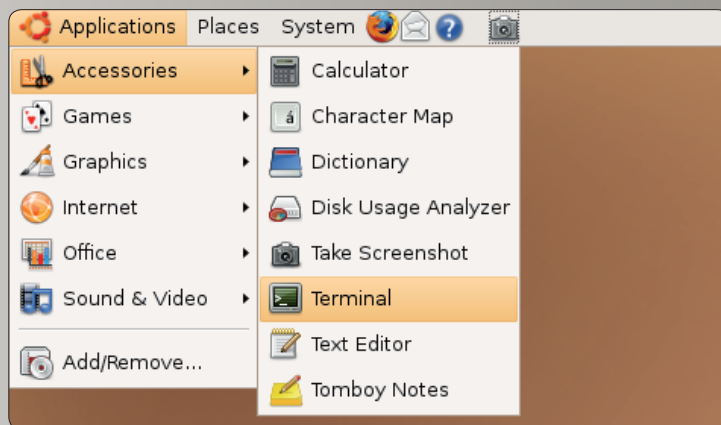 Applications Places System
Accessories
Games
Graphics
Internet
Office
Sound & Video
Add/Remove...
Calculator
á Character Map
Dictionary
Disk Usage Analyzer
Take Screenshot
Terminal
Text Editor
Tomboy Notes